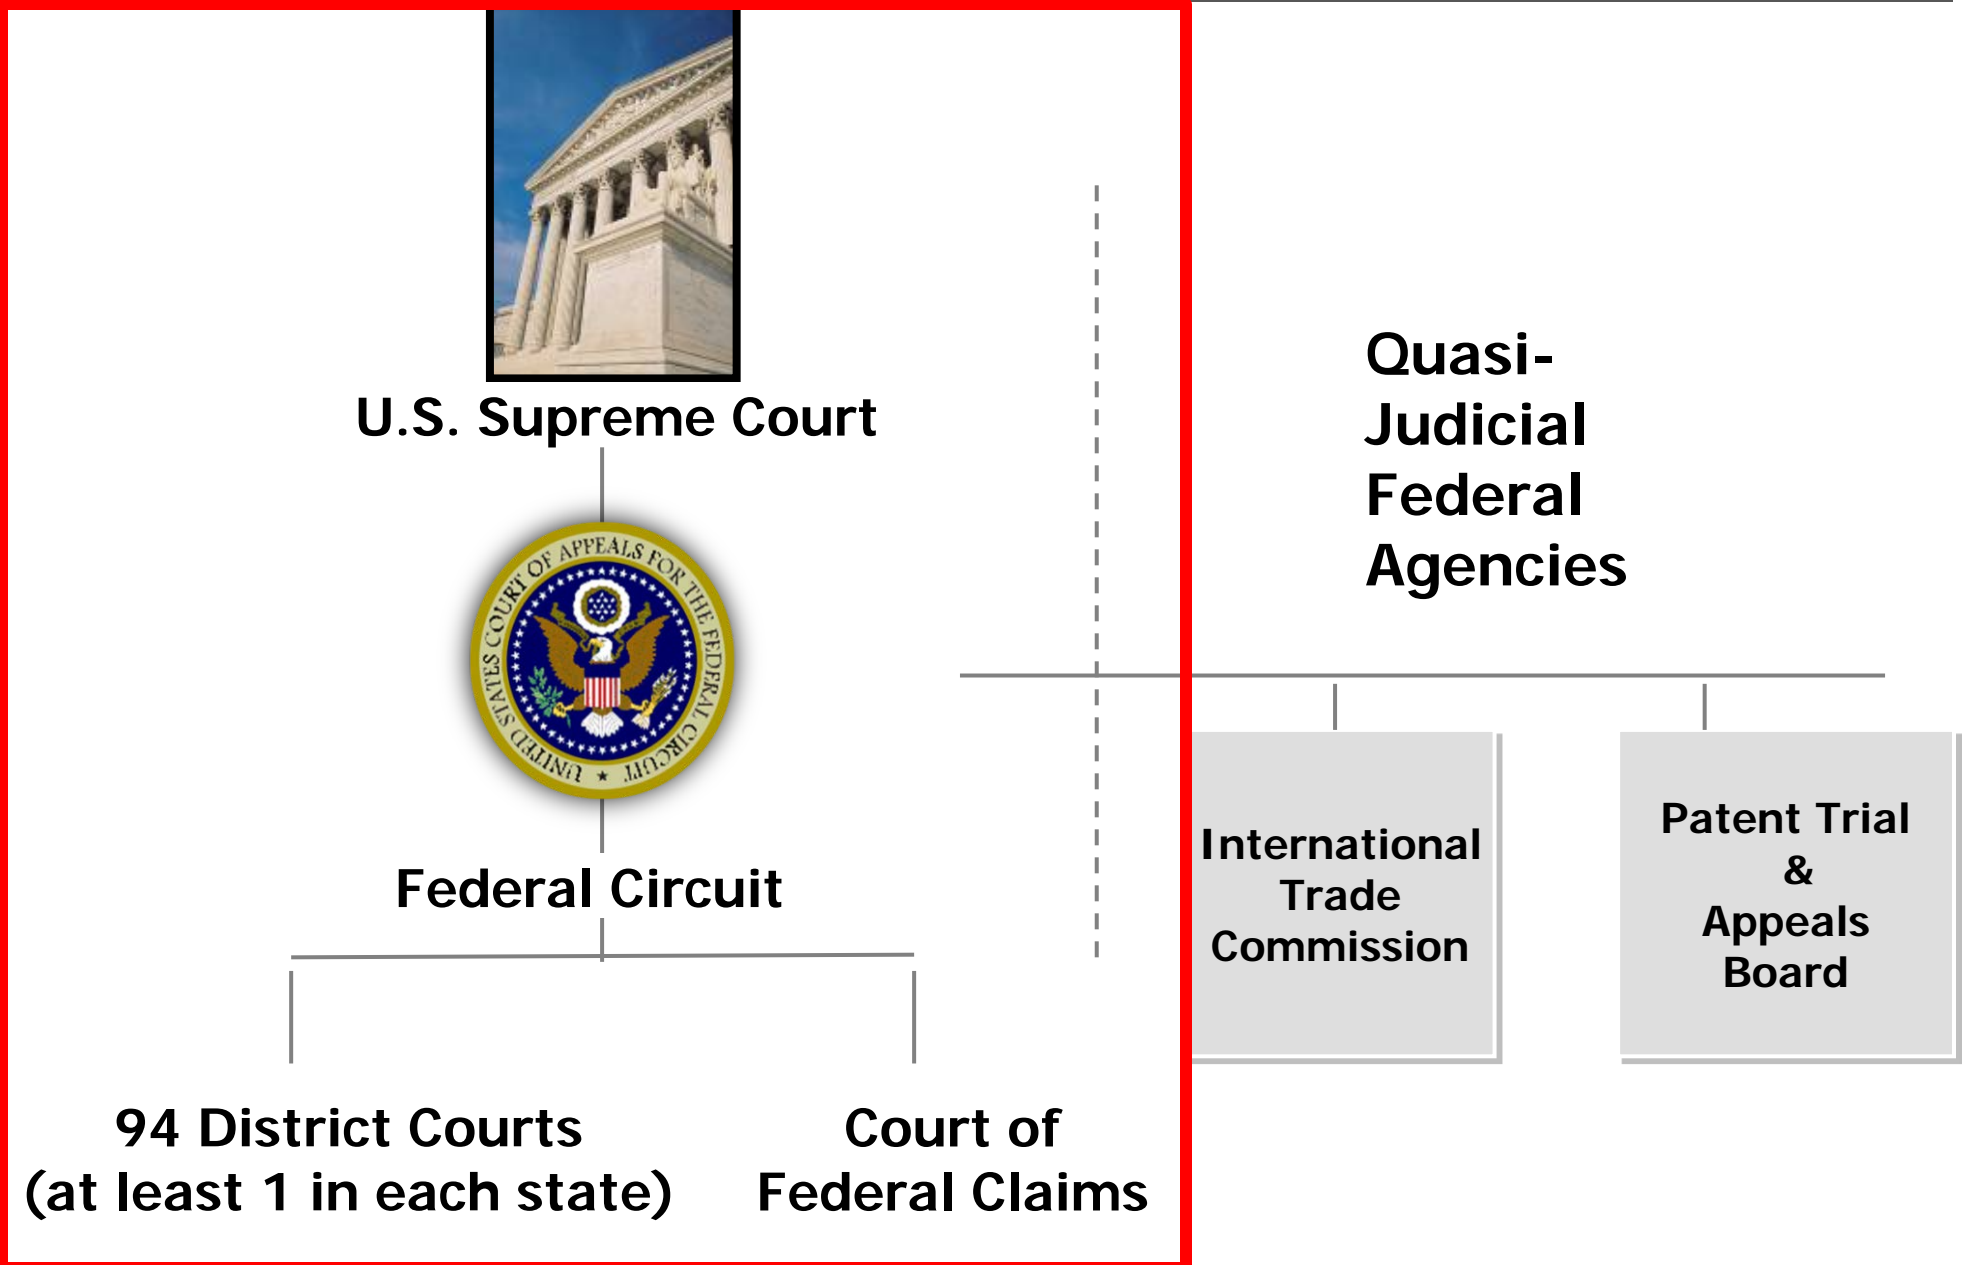 U.S. Supreme Court
UNITED STATES COURT OF APPEALS FOR THE FEDERAL CIRCUIT ★
Federal Circuit
94 District Courts
(at least 1 in each state)
Court of
Federal Claims
Quasi-
Judicial
Federal
Agencies
International
Trade
Commission
Patent Trial
&
Appeals
Board